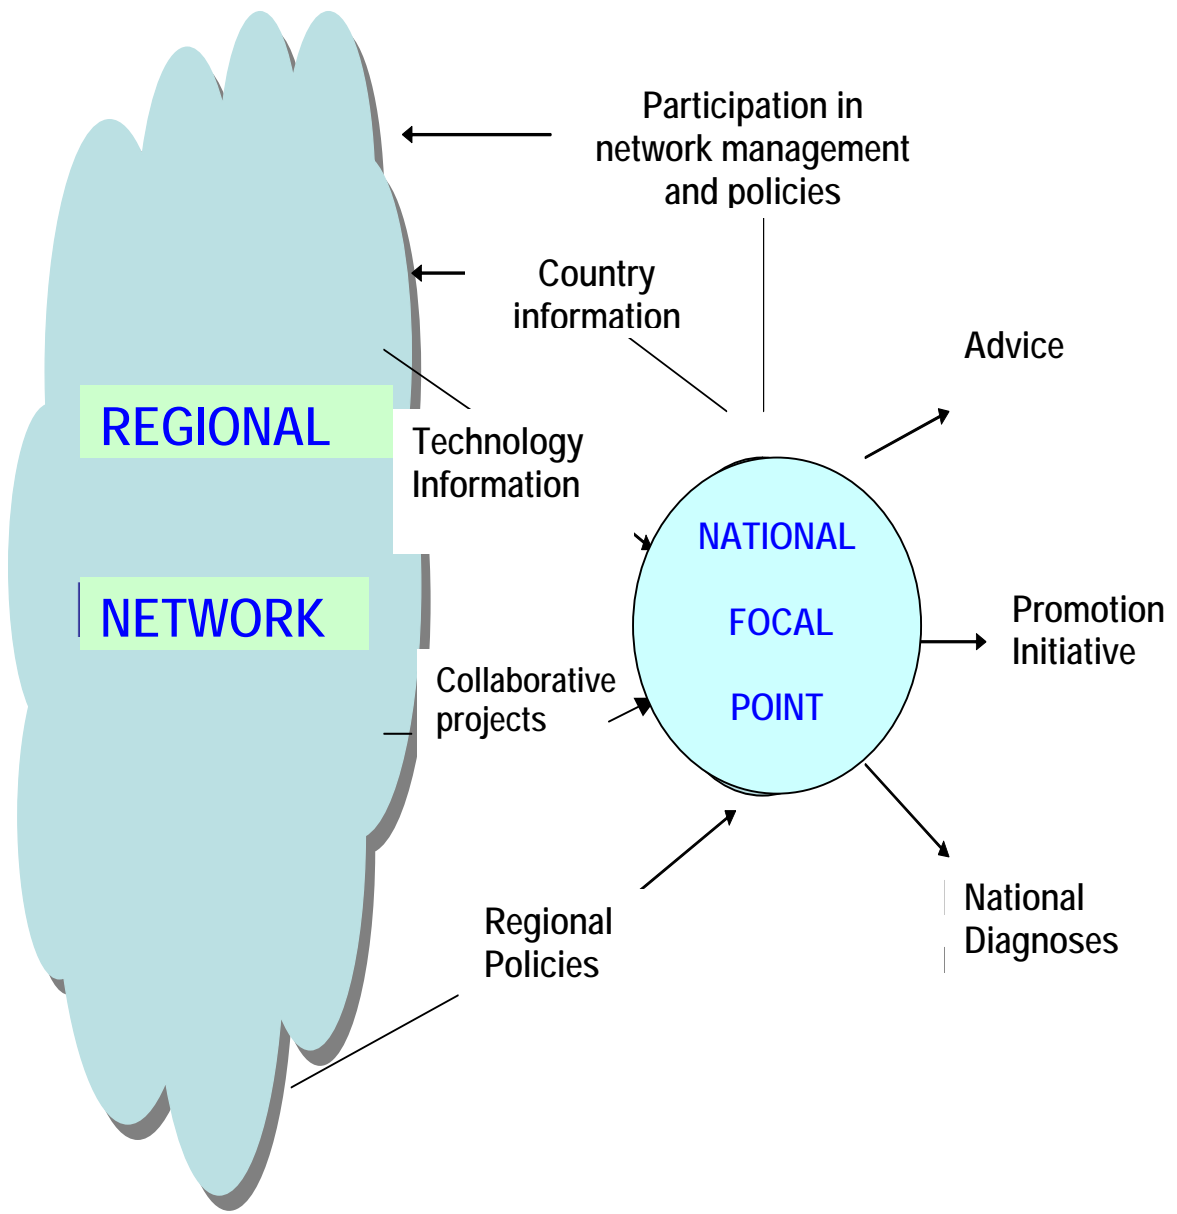 Participation in
network management
and policies
Country
information
Advice
REGIONAL
Technology
Information
NATIONAL
FOCAL
POINT
NETWORK
Promotion
Initiative
Collaborative
projects
Regional
Policies
National
Diagnoses